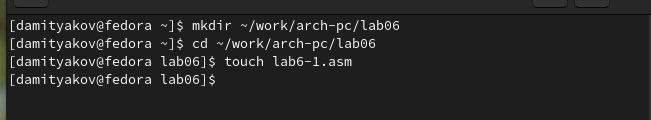 [damityakov@fedora ~]$ mkdir ~/work/arch-pc/lab06
[damityakov@fedora ~]$ cd ~/work/arch-pc/lab06
[damityakov@fedora lab06]$ touch lab6-1.asm
[damityakov@fedora lab06]$